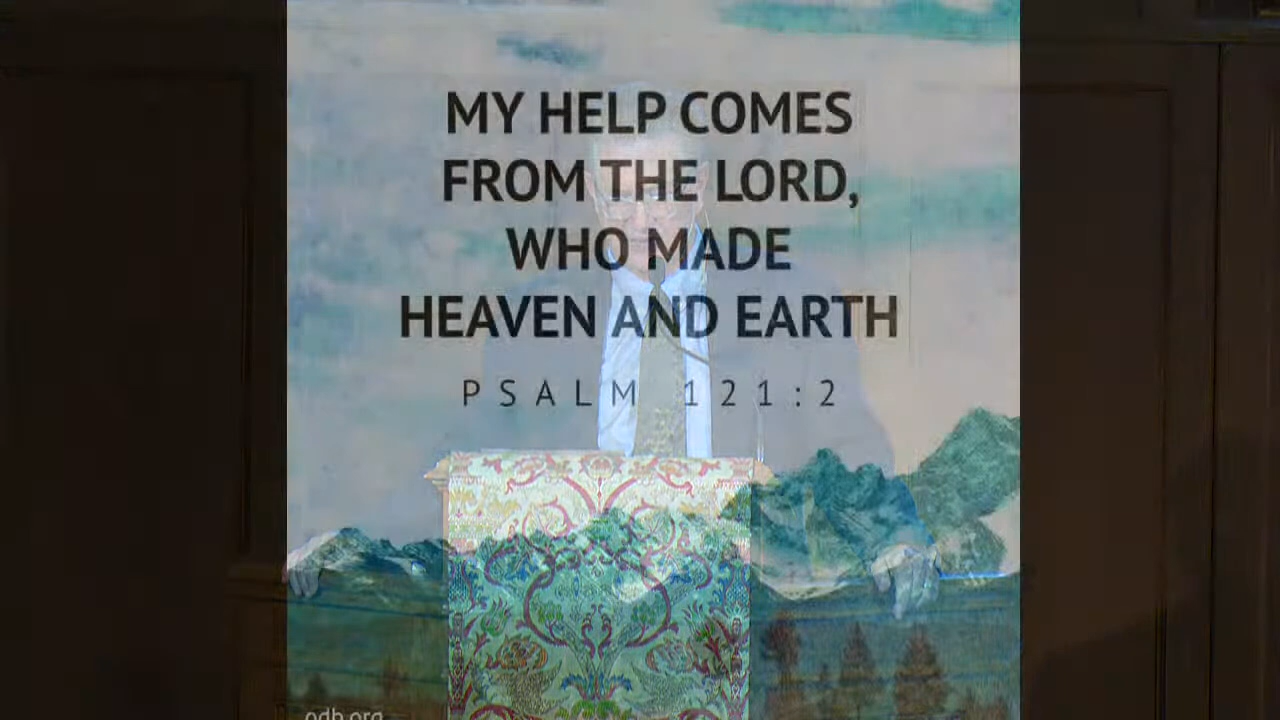 MY HELP COMES
FROM THE LORD,
WHO MADE
HEAVEN AND EARTH
PSALM 121:2
odb.org